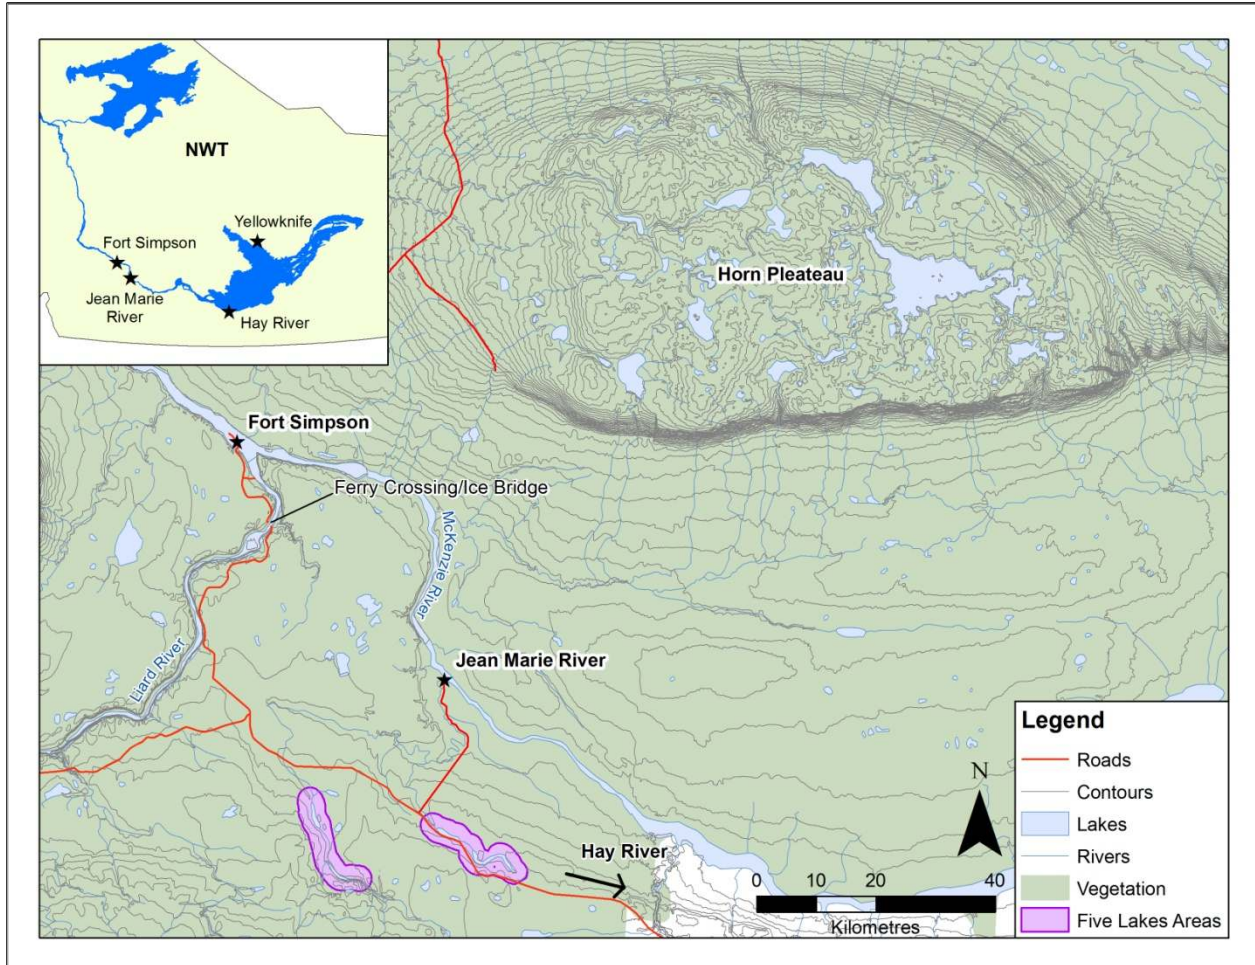 NWT
Yellowknife
Fort Simpson
Jean Marie
River
Hay River
Horn Pleateau
Fort Simpson
Ferry Crossing/Ice Bridge
McKenzie River
Liard River
Jean Marie River
Hay River
Legend
Roads
Contours
Lakes
Rivers
Vegetation
Five Lakes Areas
N
0 10 20 40
Kilometres